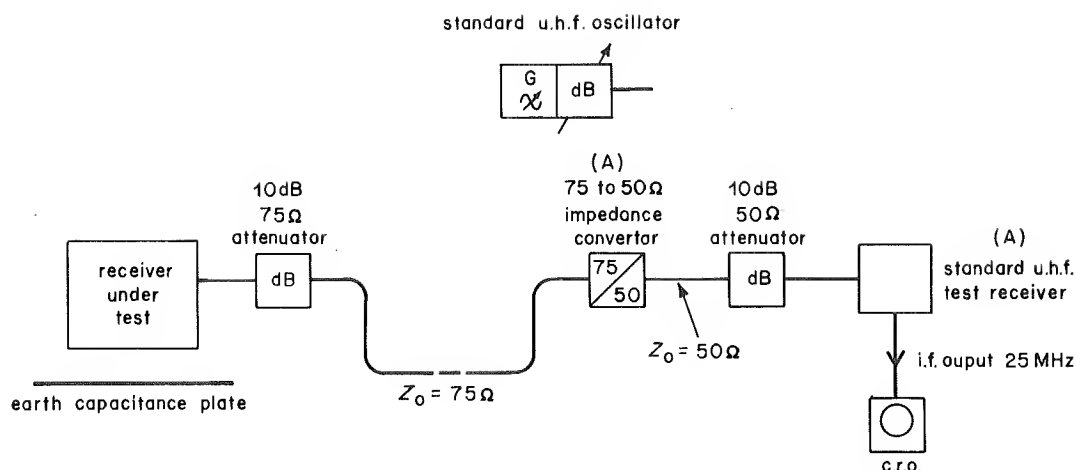 standard u.h.f. oscillator
G
dB
(A)
75 to 50Ω
impedance
convertor
10dB
75Ω
attenuator
10dB
50Ω
attenuator
(A)
standard u.h.f.
test receiver
receiver
under
test
dB
75
50
dB
Z₀ = 50Ω
Z₀ = 75Ω
i.f. ouput 25 MHz
earth capacitance plate
c.r.o.